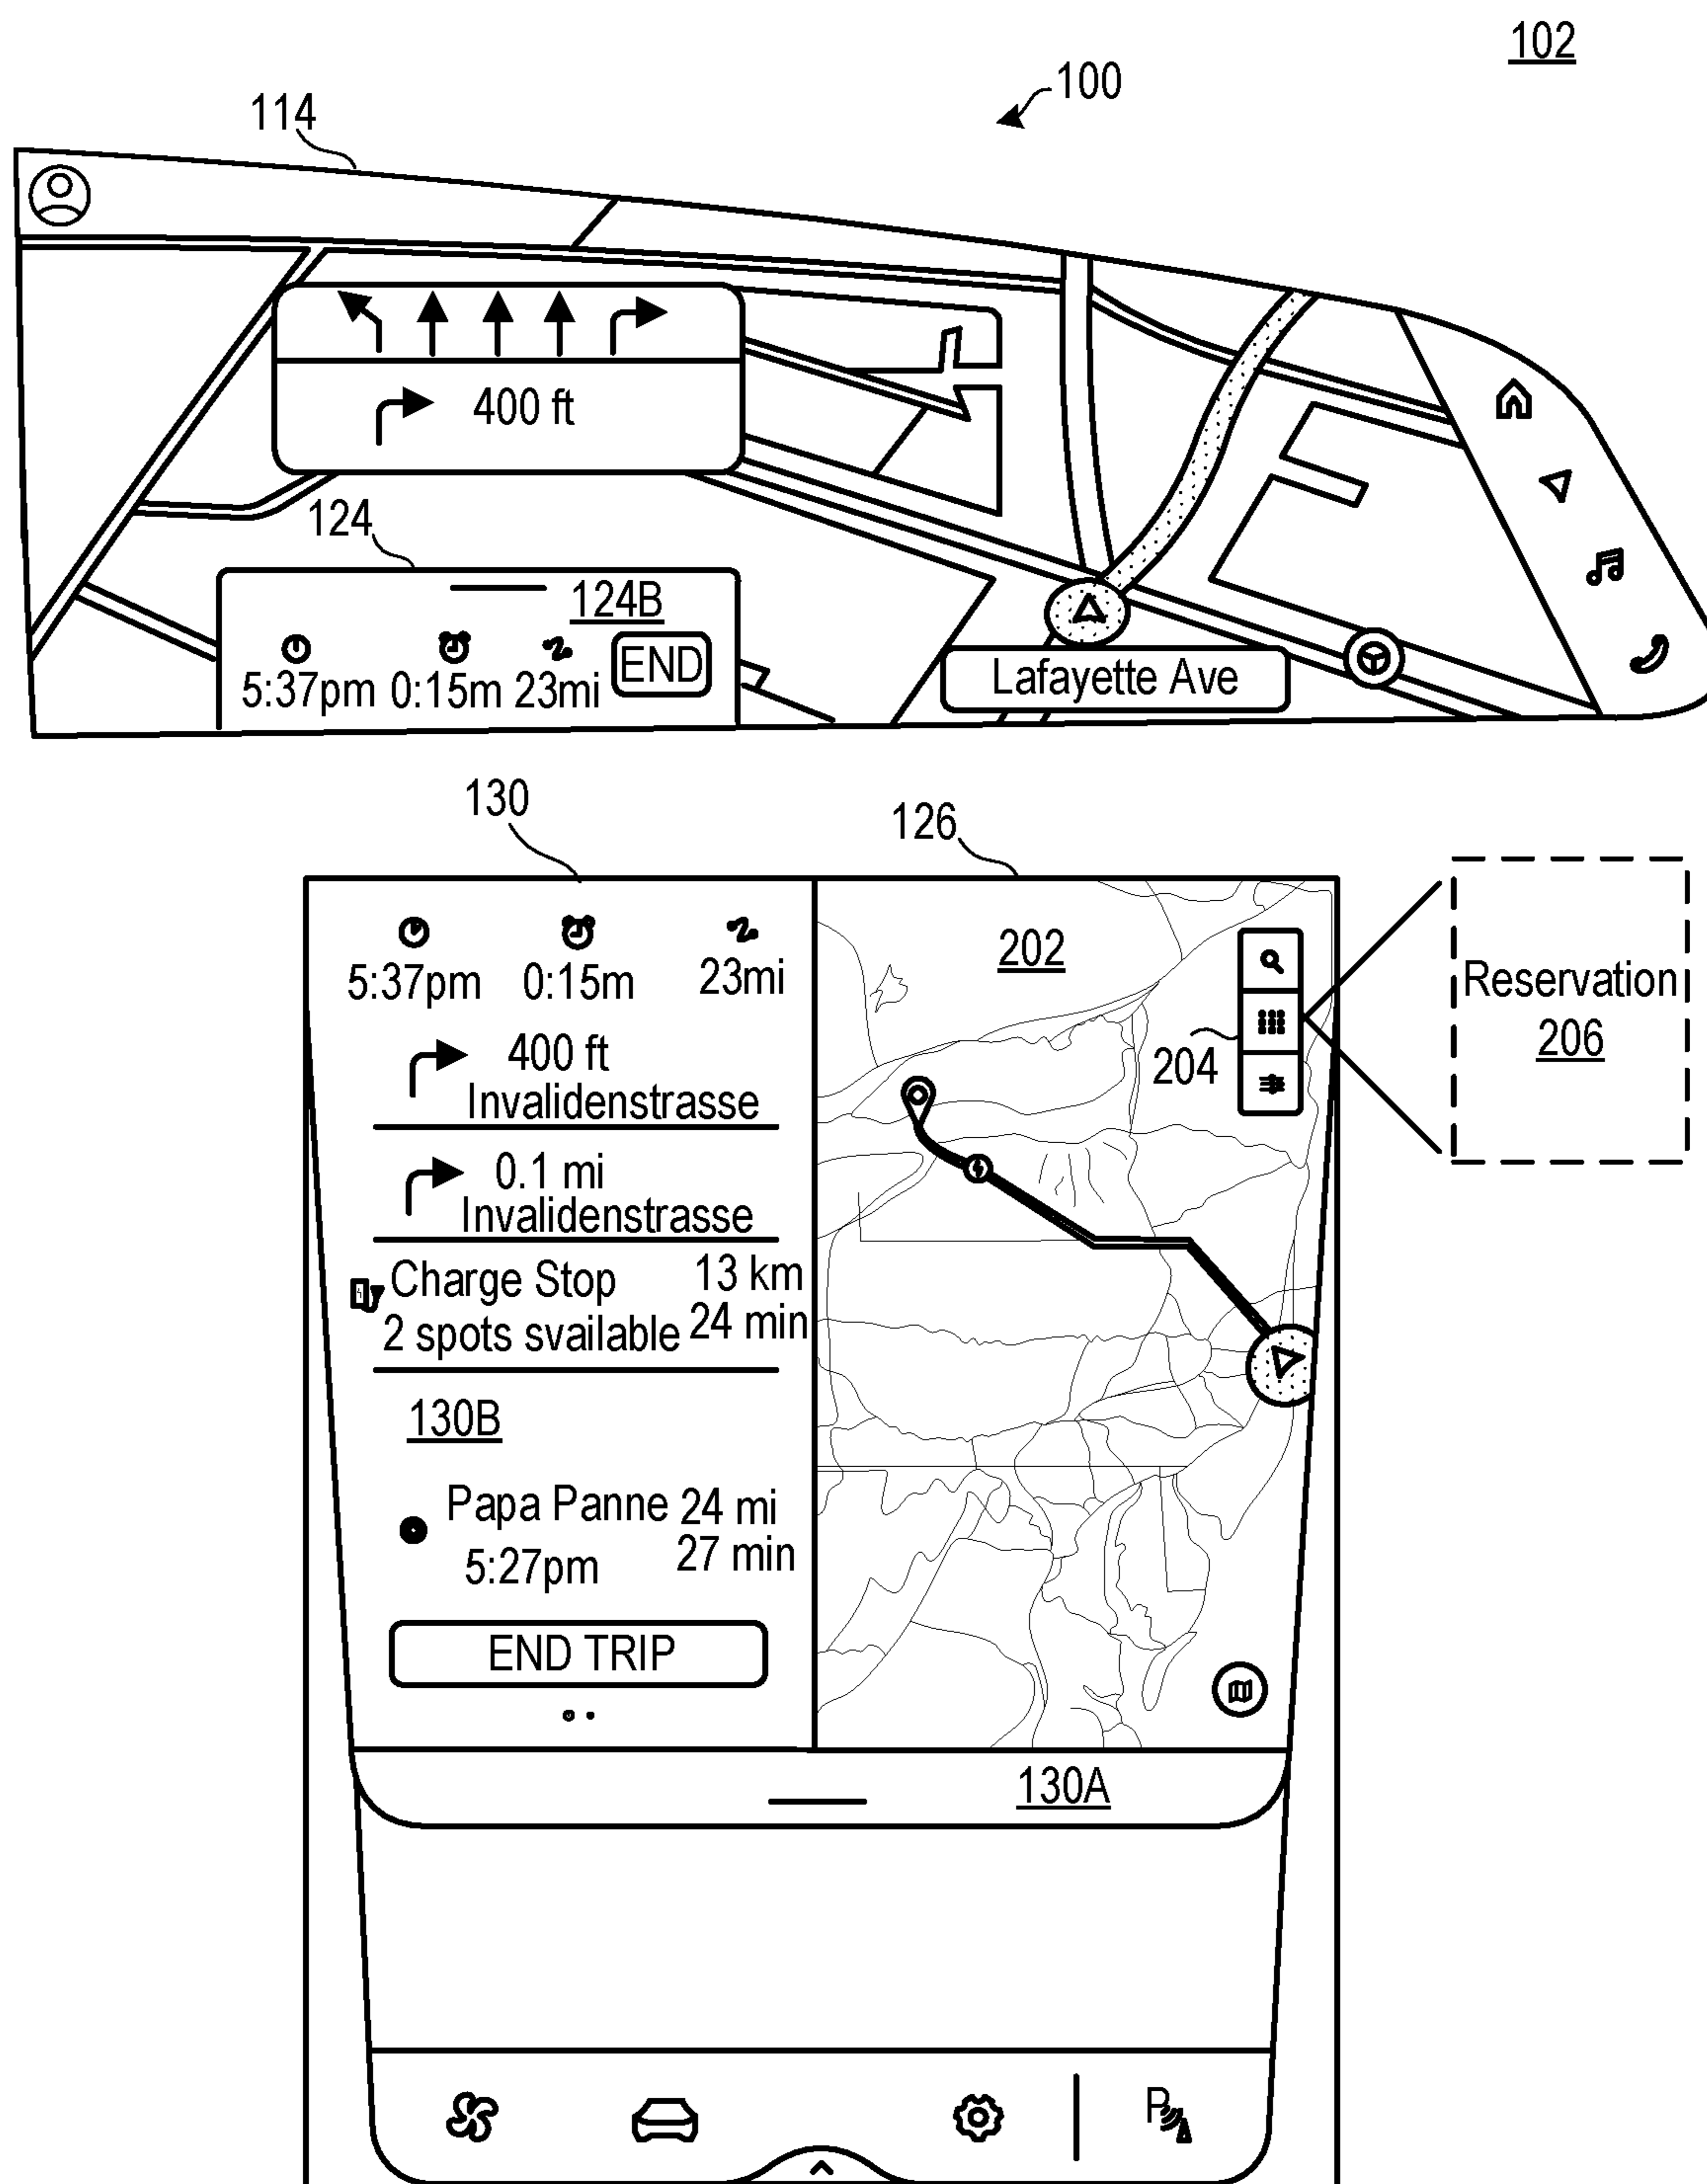 102
100
114
400 ft
124
124B
END
5:37pm 0:15m 23mi
Lafayette Ave
130
126
5:37pm 0:15m 23mi
400 ft
Invalidenstrasse
0.1 mi
Invalidenstrasse
Charge Stop 13 km
2 spots svailable 24 min
130B
Papa Panne 24 mi
5:27pm 27 min
END TRIP
202
204
Reservation
206
130A
P